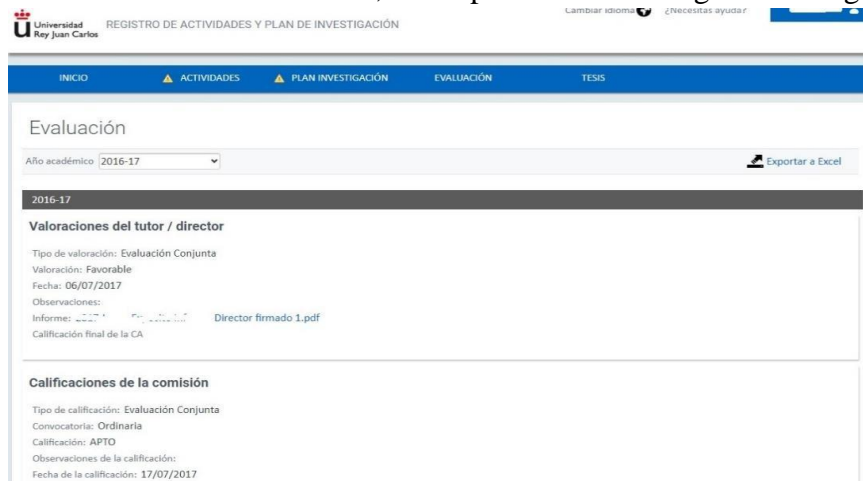 Cambiar idioma ¿Necesitas ayuda?
Universidad
Rey Juan Carlos
REGISTRO DE ACTIVIDADES Y PLAN DE INVESTIGACIÓN
INICIO ACTIVIDADES PLAN INVESTIGACIÓN EVALUACIÓN TESIS
Evaluación
Año académico 2016-17 Exportar a Excel
2016-17
Valoraciones del tutor / director
Tipo de valoración: Evaluación Conjunta
Valoración: Favorable
Fecha: 06/07/2017
Observaciones:
Informe: Director firmado 1.pdf
Calificación final de la CA
Calificaciones de la comisión
Tipo de calificación: Evaluación Conjunta
Convocatoria: Ordinaria
Calificación: APTO
Observaciones de la calificación:
Fecha de la calificación: 17/07/2017